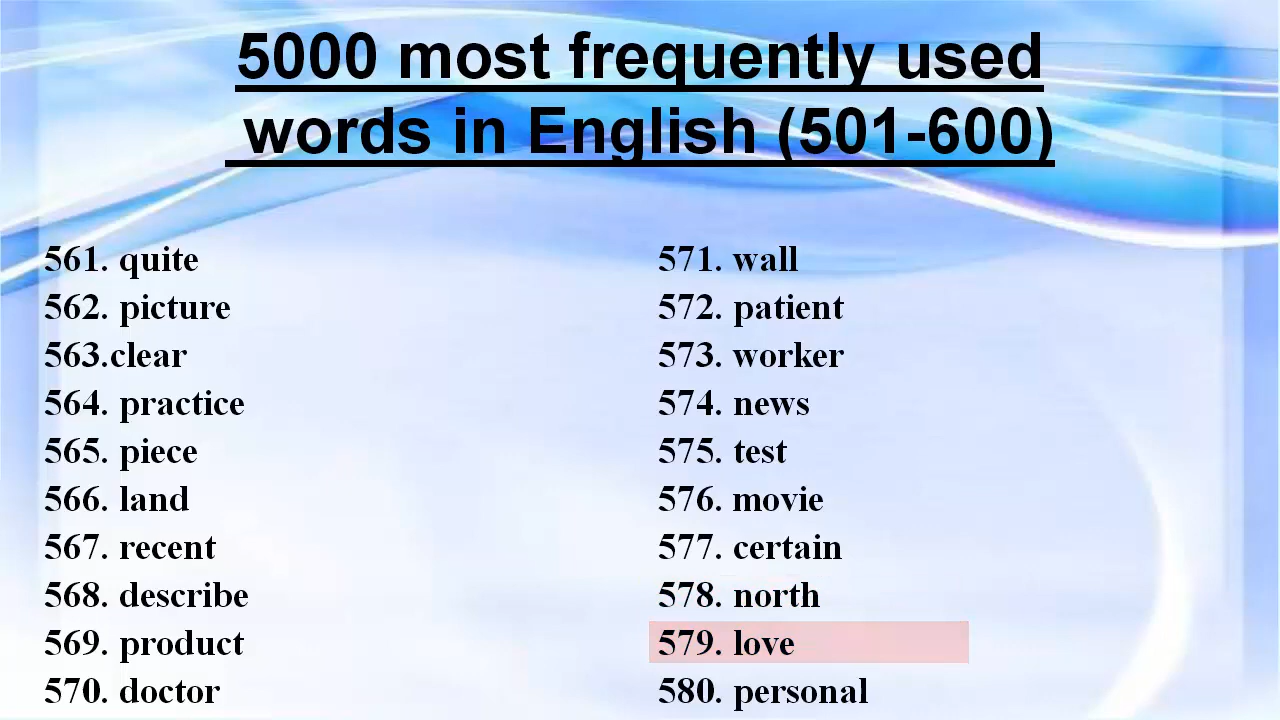 5000 most frequently used
words in English (501-600)
561. quite
562. picture
563.clear
564. practice
565. piece
566. land
567. recent
568. describe
569. product
570. doctor
571. wall
572. patient
573. worker
574. news
575. test
576. movie
577. certain
578. north
579. love
580. personal